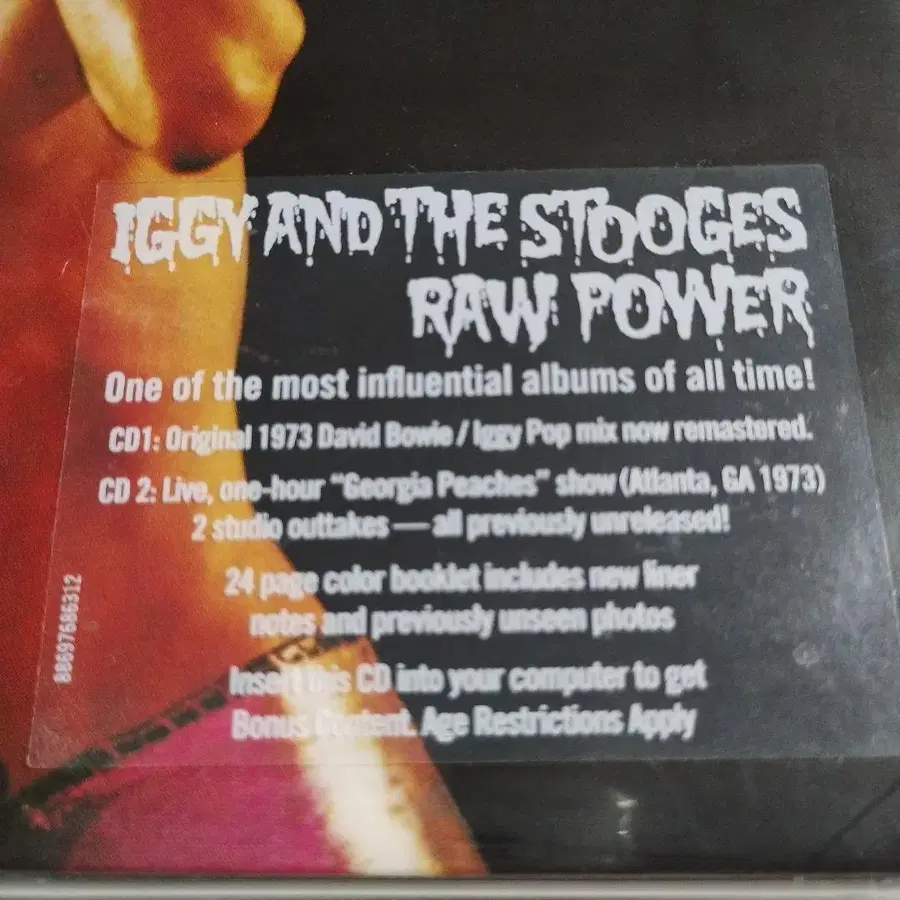 IGGY AND THE STOOGES
RAW POWER
One of the most influential albums of all time!
CD1: Original 1973 David Bowie / Iggy Pop mix now remastered.
CD 2: Live, one-hour “Georgia Peaches” show (Atlanta, GA 1973)
2 studio outtakes — all previously unreleased!
24 page color booklet includes new liner
notes and previously unseen photos
Insert this CD into your computer to get
Bonus Content. Age Restrictions Apply
88697686312